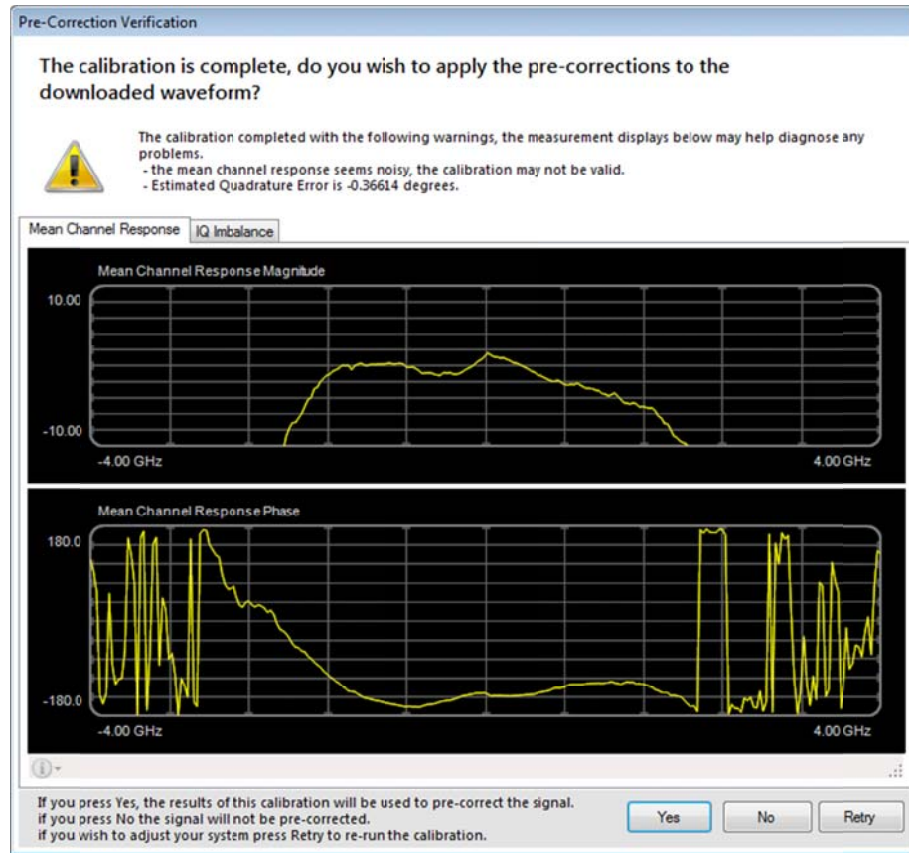 Pre-Correction Verification
The calibration is complete, do you wish to apply the pre-corrections to the
downloaded waveform?
The calibration completed with the following warnings, the measurement displays below may help diagnose any
problems.
- the mean channel response seems noisy, the calibration may not be valid.
- Estimated Quadrature Error is -0.36614 degrees.
Mean Channel Response IQ Imbalance
Mean Channel Response Magnitude
10.00
-10.00
-4.00 GHz 4.00 GHz
Mean Channel Response Phase
180.0
-180.0
-4.00 GHz 4.00 GHz
If you press Yes, the results of this calibration will be used to pre-correct the signal.
if you press No the signal will not be pre-corrected.
if you wish to adjust your system press Retry to re-run the calibration.
Yes No Retry